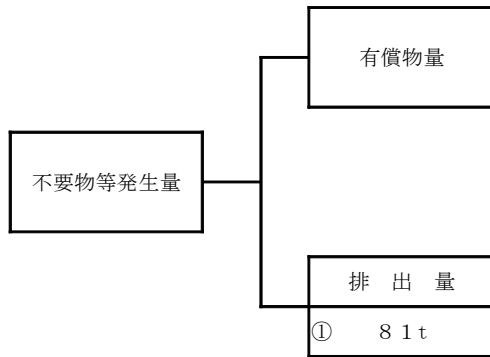 有償物量
不要物等発生量
排　出　量
①　　８１t